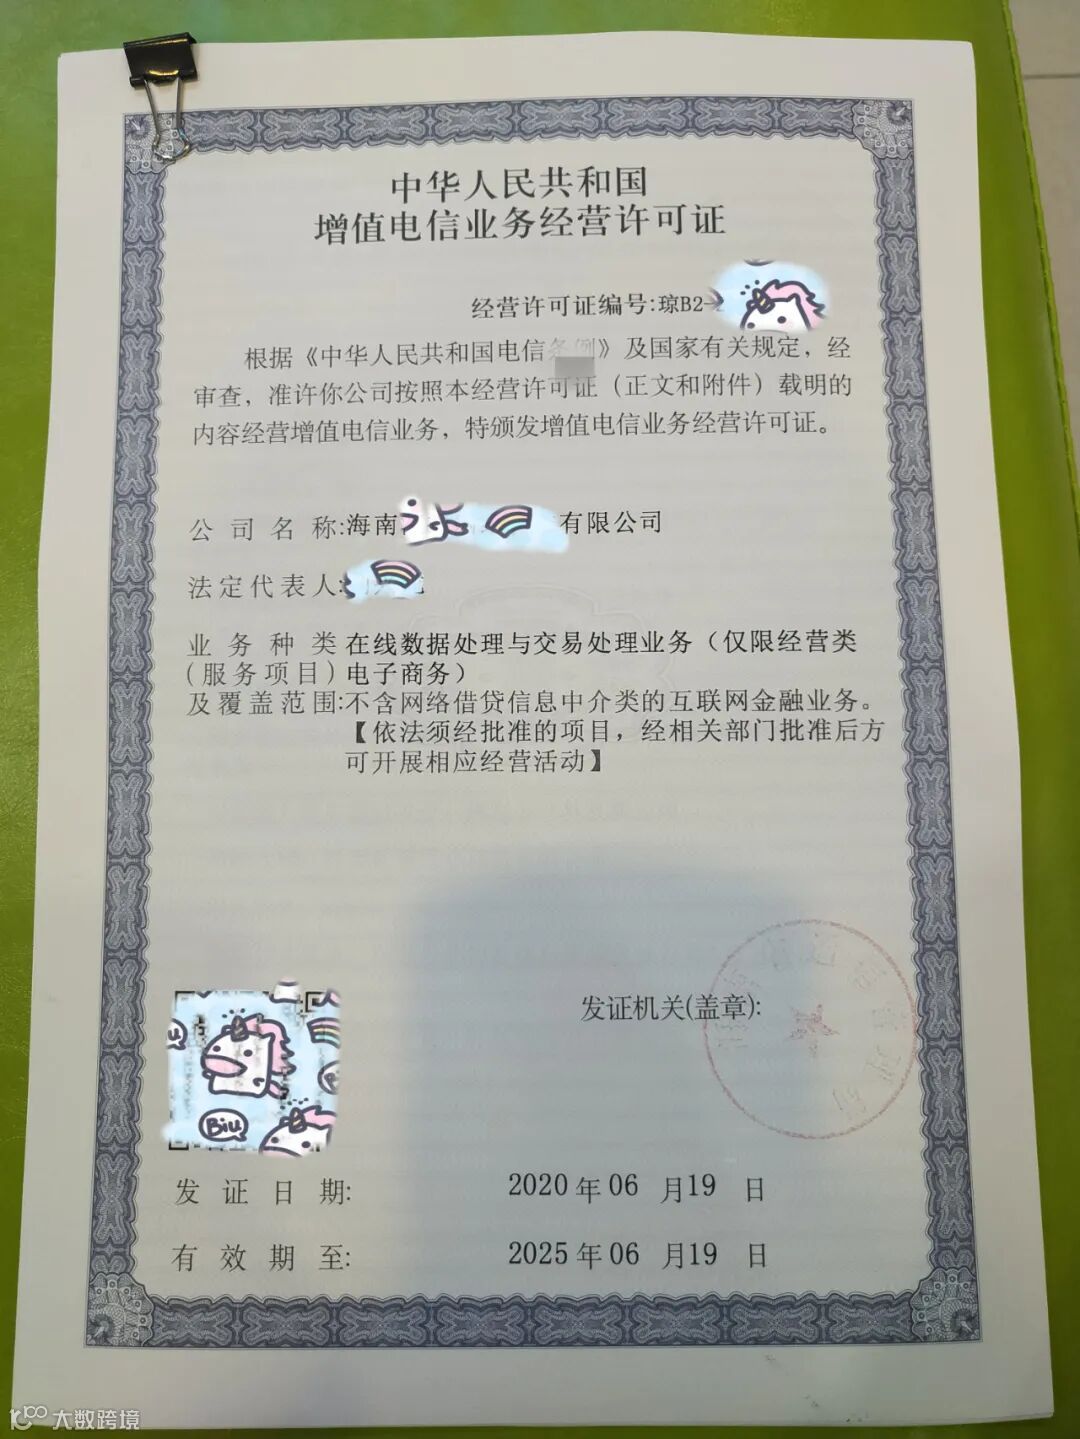 中华人民共和国
增值电信业务经营许可证
经营许可证编号:琼B2-
根据《中华人民共和国电信条例》及国家有关规定，经
审查，准许你公司按照本经营许可证（正文和附件）载明的
内容经营增值电信业务，特颁发增值电信业务经营许可证。
公司名称:海南 有限公司
法定代表人:
业务种类 在线数据处理与交易处理业务（仅限经营类
(服务项目) 电子商务）
及覆盖范围:不含网络借贷信息中介类的互联网金融业务。
【依法须经批准的项目，经相关部门批准后方
可开展相应经营活动】
发证机关(盖章):
Biu
发证日期: 2020年06月19日
有效期至: 2025年06月19日
大数跨境